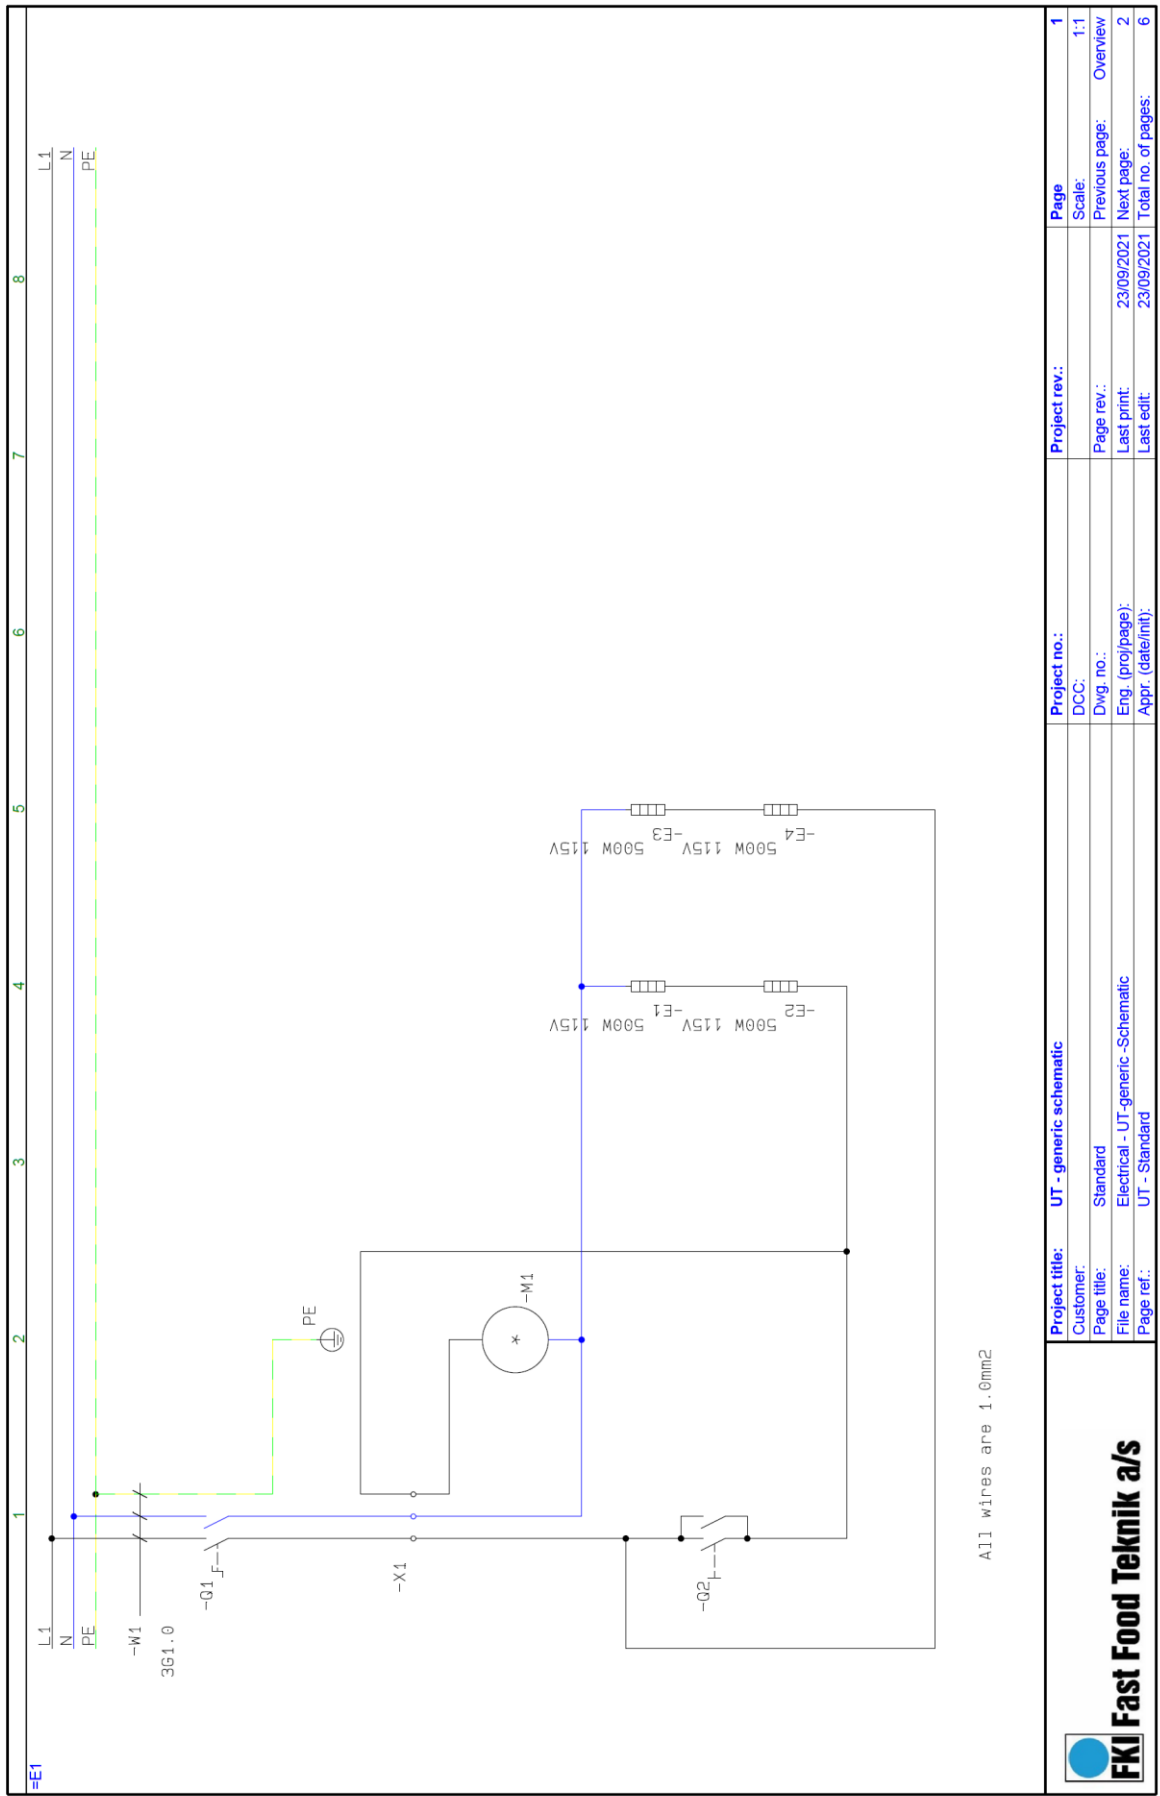 =E1
1 2 3 4 5 6 7 8
L1 L1
N N
PE PE
-W1
3G1.0
-Q1
PE
-X1
-M1
-Q2
-E1
500W 115V
-E2
500W 115V
-E3
500W 115V
-E4
500W 115V
All wires are 1.0mm2
FKI Fast Food Teknik a/s
Project title: UT - generic schematic
Customer:
Page title: Standard
File name: Electrical - UT-generic -Schematic
Page ref.: UT - Standard
Project no.:
DCC:
Dwg. no.:
Eng. (proj/page):
Appr. (date/init):
Project rev.:
Page rev.:
Last print: 23/09/2021
Last edit: 23/09/2021
Page 1
Scale: 1:1
Previous page: Overview
Next page: 2
Total no. of pages: 6